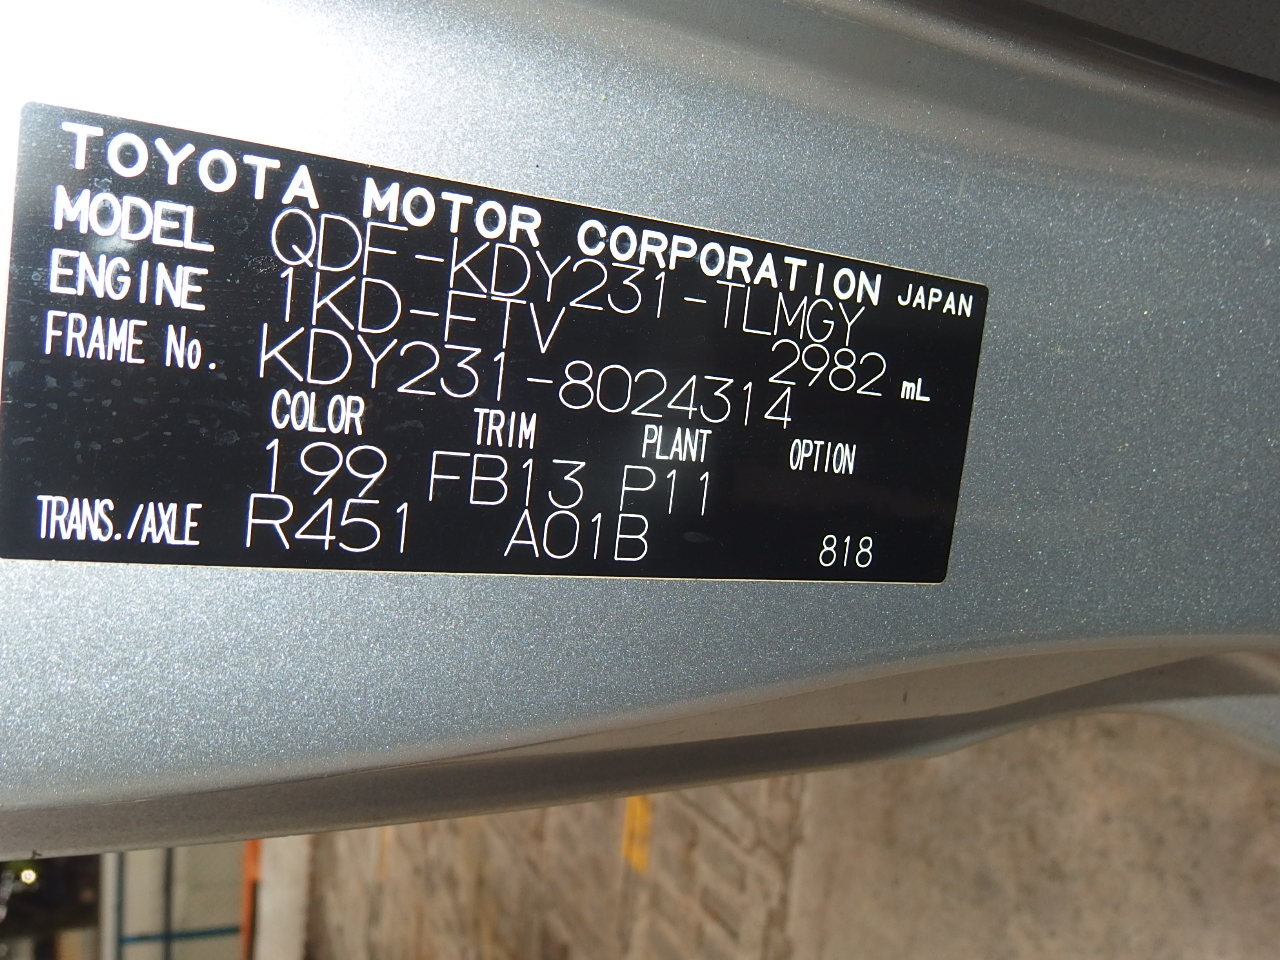 TOYOTA MOTOR CORPORATION JAPAN
MODEL QDF-KDY231-TLMGY
ENGINE 1KD-FTV 2982 mL
FRAME No. KDY231-8024314
COLOR TRIM PLANT OPTION
199 FB13 P11
TRANS./AXLE R451 A01B 818